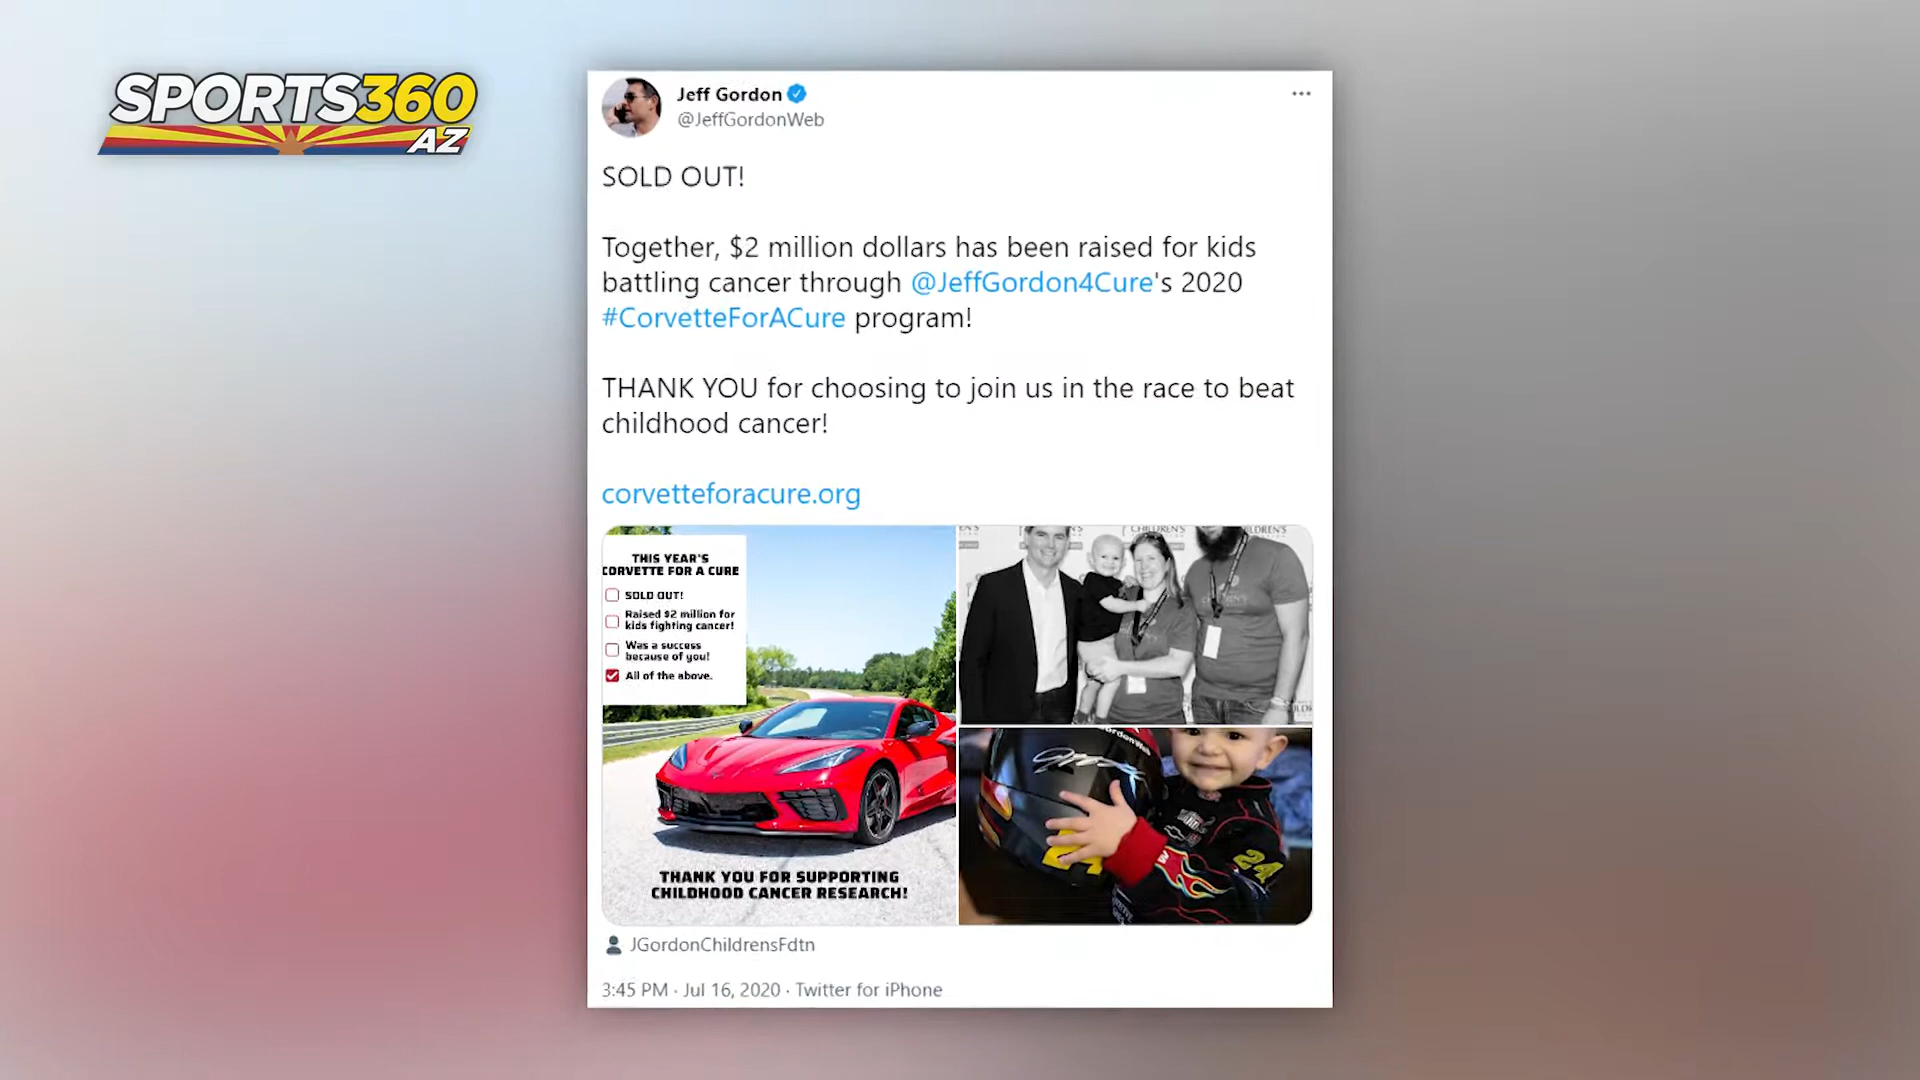 SPORTS360
AZ
Jeff Gordon
@JeffGordonWeb
SOLD OUT!
Together, $2 million dollars has been raised for kids
battling cancer through @JeffGordon4Cure's 2020
#CorvetteForACure program!
THANK YOU for choosing to join us in the race to beat
childhood cancer!
corvetteforacure.org
THIS YEAR'S
CORVETTE FOR A CURE
SOLD OUT!
Raised $2 million for
kids fighting cancer!
Was a success
because of you!
All of the above.
THANK YOU FOR SUPPORTING
CHILDHOOD CANCER RESEARCH!
CHILDREN'S
24
JGordonChildrensFdtn
3:45 PM · Jul 16, 2020 · Twitter for iPhone